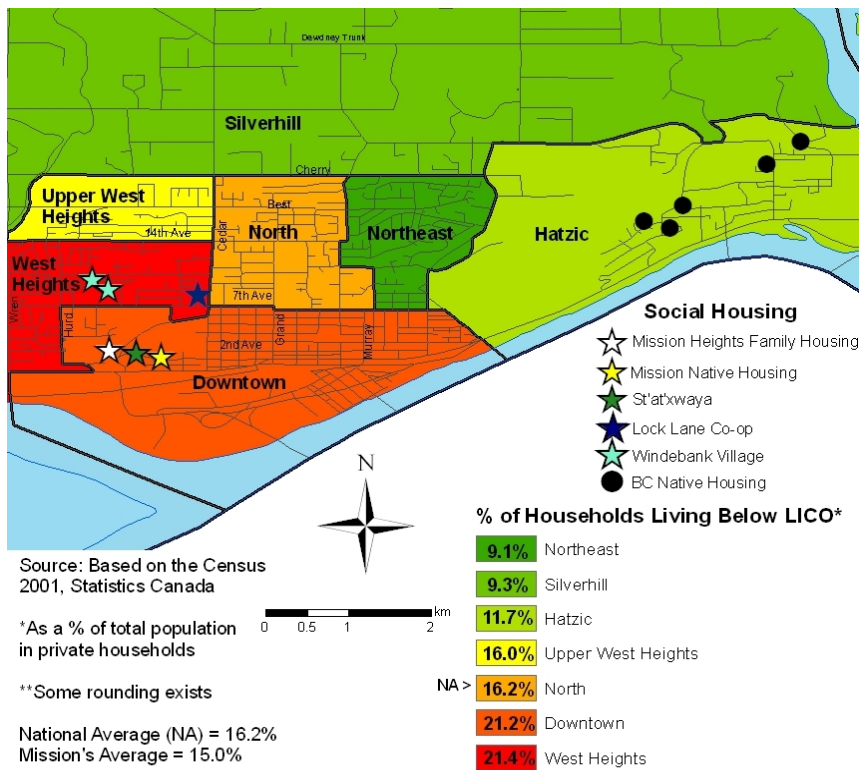 Dewdney Trunk
Silverhill
Cherry
Upper West
Heights
14th Ave
Cedar
Best
North
Northeast
Hatzic
West
Heights
7th Ave
Wren
Hurd
2nd Ave
Grand
Murray
Downtown
Social Housing
Mission Heights Family Housing
Mission Native Housing
St'at'xwaya
Lock Lane Co-op
Windebank Village
BC Native Housing
N
% of Households Living Below LICO*
9.1% Northeast
9.3% Silverhill
11.7% Hatzic
16.0% Upper West Heights
NA > 16.2% North
21.2% Downtown
21.4% West Heights
Source: Based on the Census
2001, Statistics Canada
*As a % of total population
in private households
**Some rounding exists
National Average (NA) = 16.2%
Mission's Average = 15.0%
km
0 0.5 1 2